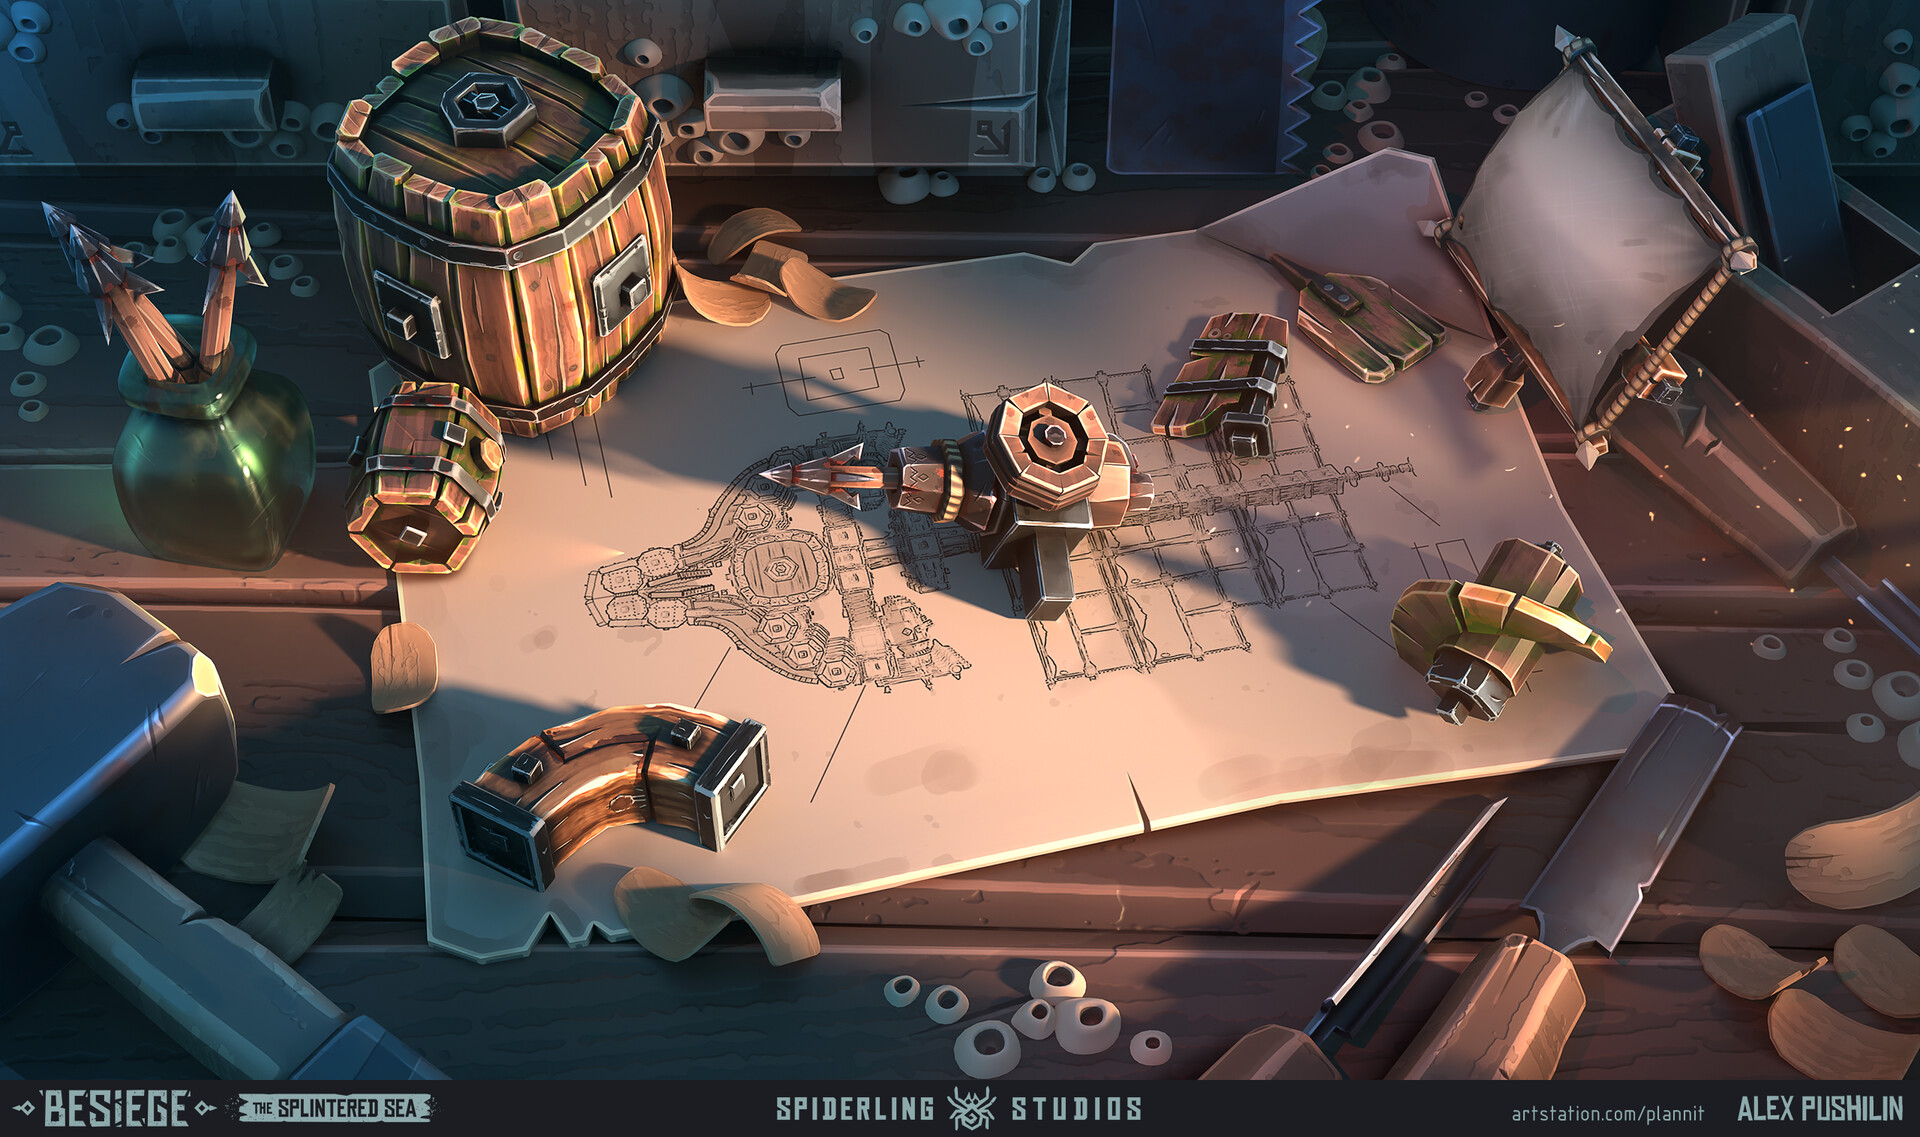 BESIEGE
THE SPLINTERED SEA
SPIDERLING STUDIOS
artstation.com/plannit
ALEX PUSHILIN